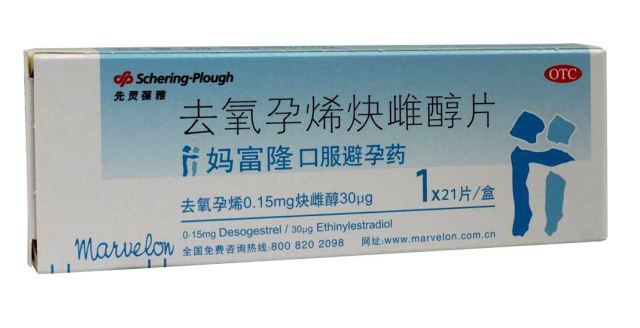 Schering-Plough
先灵葆雅
OTC
去氧孕烯炔雌醇片
妈富隆 口服避孕药
去氧孕烯0.15mg炔雌醇30μg
1x21片/盒
0·15mg Desogestrel / 30μg Ethinylestradiol
Marvelon
全国免费咨询热线:800 820 2098 网址:www.marvelon.com.cn